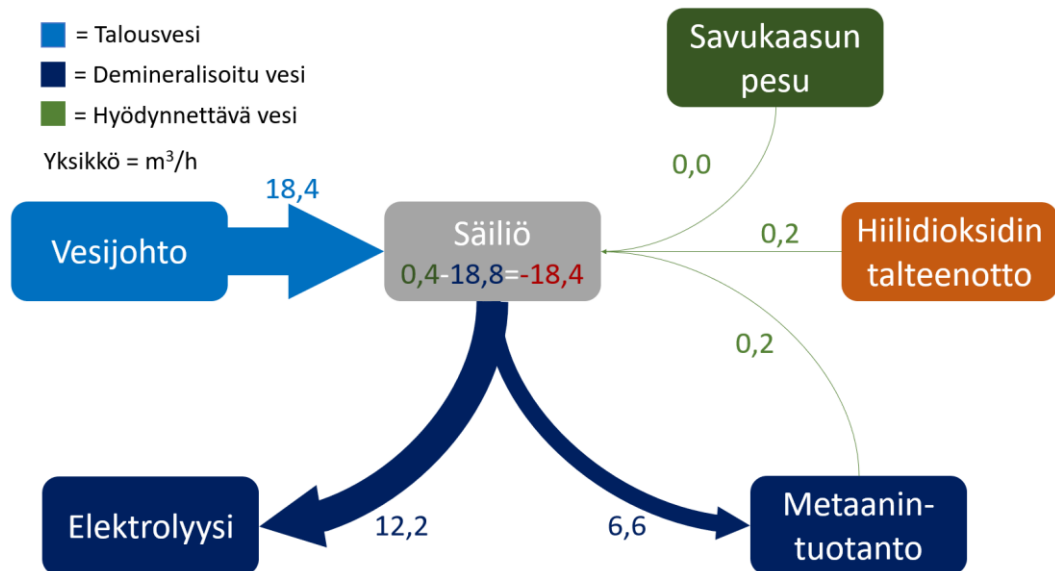 = Talousvesi
= Demineralisoitu vesi
= Hyödynnettävä vesi
Yksikkö = m³/h
Savukaasun
pesu
18,4
0,0
Vesijohto
Säiliö
0,4-18,8=-18,4
0,2
Hiilidioksidin
talteenotto
0,2
Elektrolyysi
12,2
6,6
Metaanin-
tuotanto